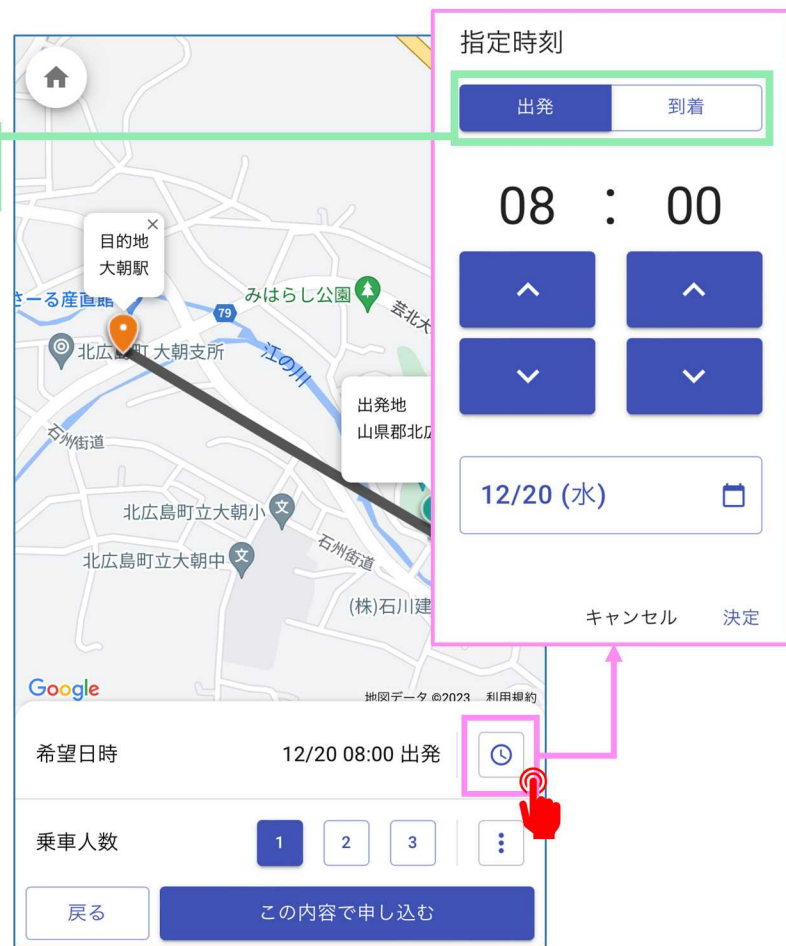 指定時刻
出発 到着
08 : 00
12/20 (水)
キャンセル 決定
目的地
大朝駅
さーる産直館
79
みはらし公園
芸北大
北広島町 大朝支所
江の川
出発地
山県郡北広
石州街道
北広島町立大朝小
北広島町立大朝中
石州街道
(株)石川建
Google
地図データ ©2023 利用規約
希望日時 12/20 08:00 出発
乗車人数 1 2 3
戻る この内容で申し込む